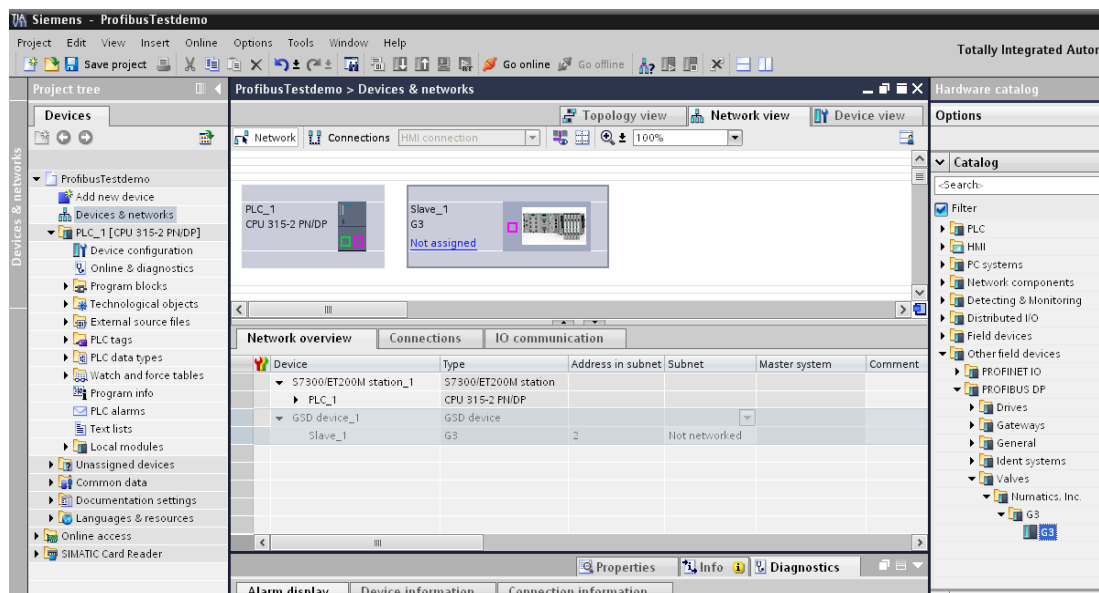 Siemens - ProfibusTestdemo
Project Edit View Insert Online Options Tools Window Help
Save project Go online Go offline
Totally Integrated Autor
Project tree
ProfibusTestdemo > Devices & networks
Hardware catalog
Devices
Topology view Network view Device view
Options
Network Connections HMI connection 100%
Devices & networks
Catalog
<Search>
Filter
ProfibusTestdemo
Add new device
Devices & networks
PLC_1 [CPU 315-2 PN/DP]
Device configuration
Online & diagnostics
Program blocks
Technological objects
External source files
PLC tags
PLC data types
Watch and force tables
Program info
PLC alarms
Text lists
Local modules
Unassigned devices
Common data
Documentation settings
Languages & resources
Online access
SIMATIC Card Reader
PLC_1
CPU 315-2 PN/DP
Slave_1
G3
Not assigned
Network overview Connections IO communication
Device Type Address in subnet Subnet Master system Comment
S7300/ET200M station_1 S7300/ET200M station
PLC_1 CPU 315-2 PN/DP
GSD device_1 GSD device
Slave_1 G3 2 Not networked
PLC
HMI
PC systems
Network components
Detecting & Monitoring
Distributed I/O
Field devices
Other field devices
PROFINET IO
PROFIBUS DP
Drives
Gateways
General
Ident systems
Valves
Numatics, Inc.
G3
G3
Properties Info Diagnostics
Alarm display Device information Connection information